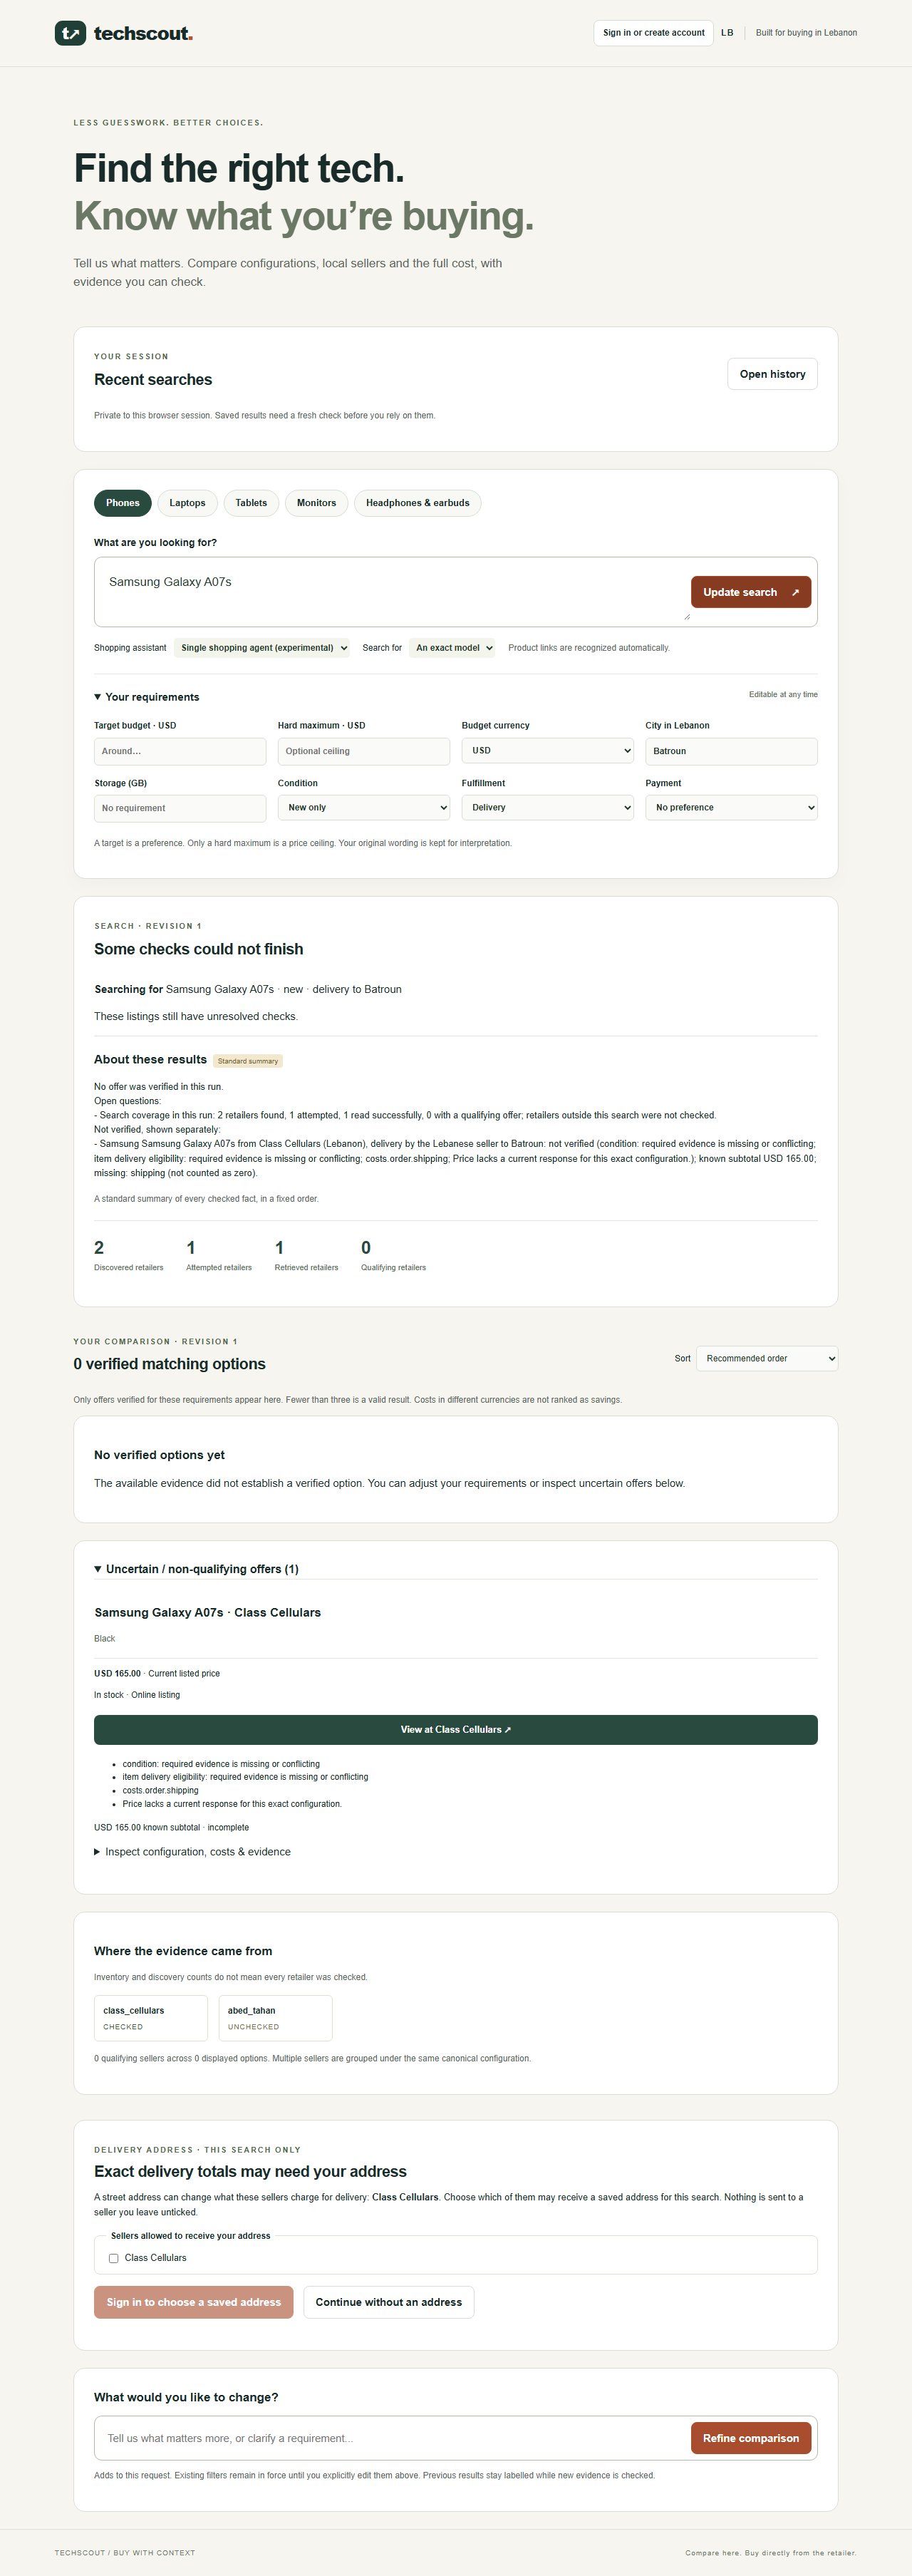 t↗ techscout.
Sign in or create account
LB
Built for buying in Lebanon
LESS GUESSWORK. BETTER CHOICES.
Find the right tech.
Know what you’re buying.
Tell us what matters. Compare configurations, local sellers and the full cost, with
evidence you can check.
YOUR SESSION
Recent searches
Open history
Private to this browser session. Saved results need a fresh check before you rely on them.
Phones
Laptops
Tablets
Monitors
Headphones & earbuds
What are you looking for?
Samsung Galaxy A07s
Update search ↗
Shopping assistant
Single shopping agent (experimental)
Search for
An exact model
Product links are recognized automatically.
▼ Your requirements
Editable at any time
Target budget · USD
Hard maximum · USD
Budget currency
City in Lebanon
Around...
Optional ceiling
USD
Batroun
Storage (GB)
Condition
Fulfillment
Payment
No requirement
New only
Delivery
No preference
A target is a preference. Only a hard maximum is a price ceiling. Your original wording is kept for interpretation.
SEARCH · REVISION 1
Some checks could not finish
Searching for Samsung Galaxy A07s · new · delivery to Batroun
These listings still have unresolved checks.
About these results
Standard summary
No offer was verified in this run.
Open questions:
- Search coverage in this run: 2 retailers found, 1 attempted, 1 read successfully, 0 with a qualifying offer; retailers outside this search were not checked.
Not verified, shown separately:
- Samsung Samsung Galaxy A07s from Class Cellulars (Lebanon), delivery by the Lebanese seller to Batroun: not verified (condition: required evidence is missing or conflicting;
item delivery eligibility: required evidence is missing or conflicting; costs.order.shipping; Price lacks a current response for this exact configuration.); known subtotal USD 165.00;
missing: shipping (not counted as zero).
A standard summary of every checked fact, in a fixed order.
2
1
1
0
Discovered retailers
Attempted retailers
Retrieved retailers
Qualifying retailers
YOUR COMPARISON · REVISION 1
0 verified matching options
Sort
Recommended order
Only offers verified for these requirements appear here. Fewer than three is a valid result. Costs in different currencies are not ranked as savings.
No verified options yet
The available evidence did not establish a verified option. You can adjust your requirements or inspect uncertain offers below.
▼ Uncertain / non-qualifying offers (1)
Samsung Galaxy A07s · Class Cellulars
Black
USD 165.00 · Current listed price
In stock · Online listing
View at Class Cellulars ↗
• condition: required evidence is missing or conflicting
• item delivery eligibility: required evidence is missing or conflicting
• costs.order.shipping
• Price lacks a current response for this exact configuration.
USD 165.00 known subtotal · incomplete
▶ Inspect configuration, costs & evidence
Where the evidence came from
Inventory and discovery counts do not mean every retailer was checked.
class_cellulars
CHECKED
abed_tahan
UNCHECKED
0 qualifying sellers across 0 displayed options. Multiple sellers are grouped under the same canonical configuration.
DELIVERY ADDRESS · THIS SEARCH ONLY
Exact delivery totals may need your address
A street address can change what these sellers charge for delivery: Class Cellulars. Choose which of them may receive a saved address for this search. Nothing is sent to a
seller you leave unticked.
Sellers allowed to receive your address
Class Cellulars
Sign in to choose a saved address
Continue without an address
What would you like to change?
Tell us what matters more, or clarify a requirement...
Refine comparison
Adds to this request. Existing filters remain in force until you explicitly edit them above. Previous results stay labelled while new evidence is checked.
TECHSCOUT / BUY WITH CONTEXT
Compare here. Buy directly from the retailer.